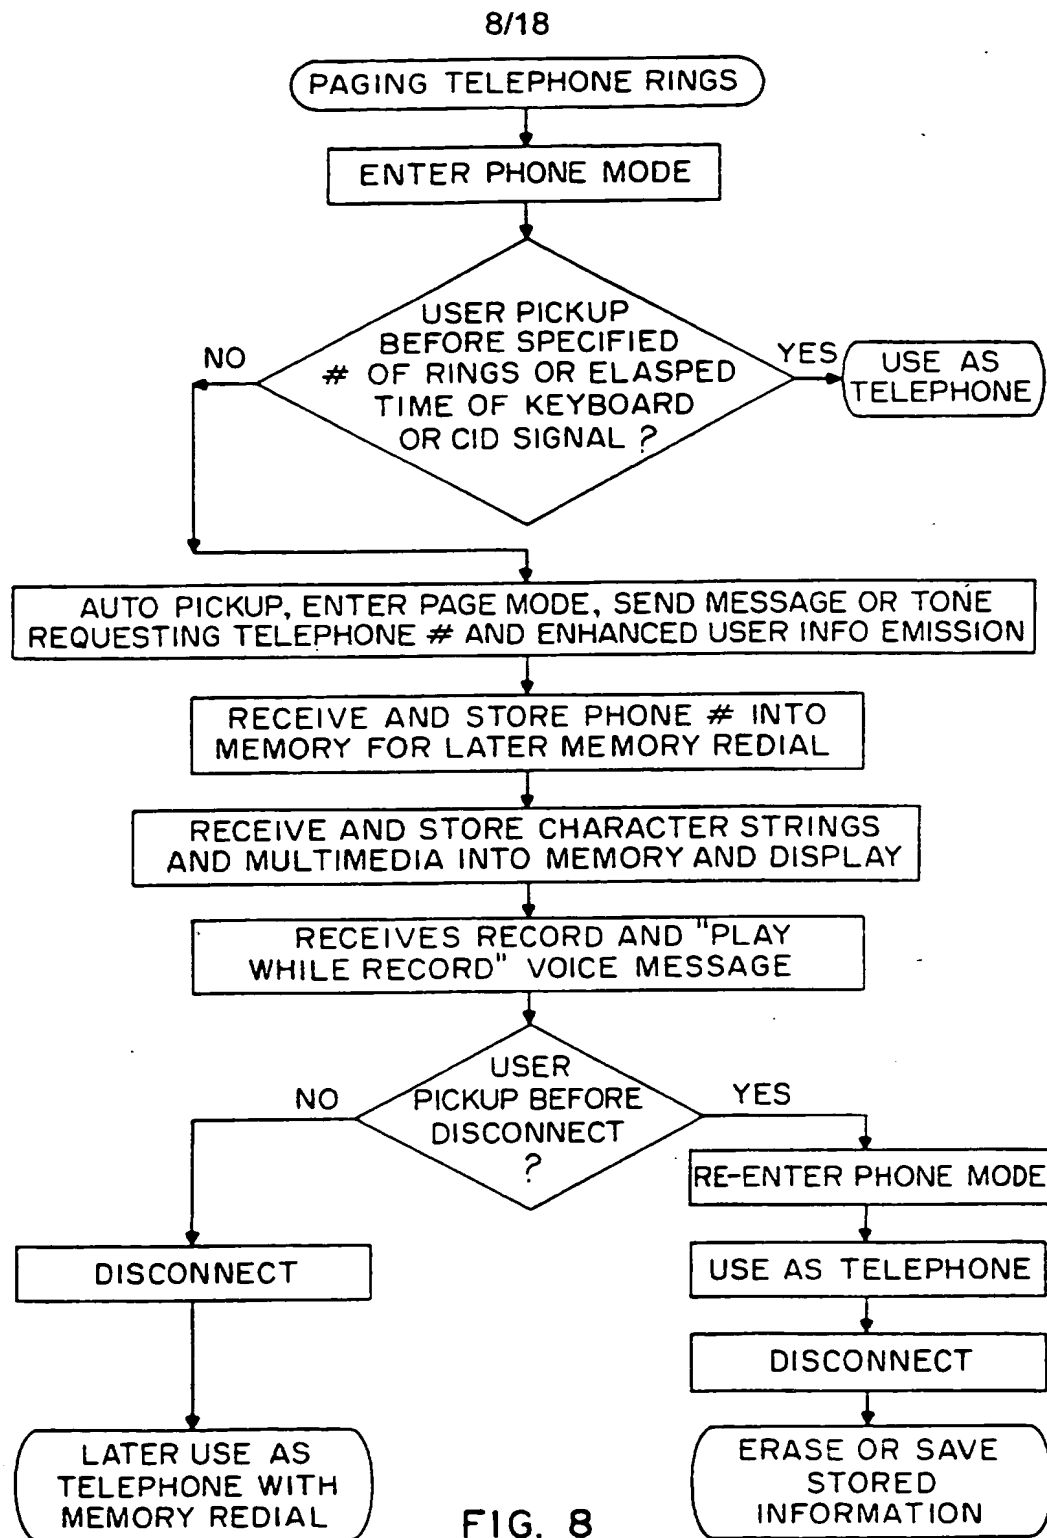 8/18
PAGING TELEPHONE RINGS
ENTER PHONE MODE
USER PICKUP
BEFORE SPECIFIED
# OF RINGS OR ELASPED
TIME OF KEYBOARD
OR CID SIGNAL ?
NO
YES
USE AS
TELEPHONE
AUTO PICKUP, ENTER PAGE MODE, SEND MESSAGE OR TONE
REQUESTING TELEPHONE # AND ENHANCED USER INFO EMISSION
RECEIVE AND STORE PHONE # INTO
MEMORY FOR LATER MEMORY REDIAL
RECEIVE AND STORE CHARACTER STRINGS
AND MULTIMEDIA INTO MEMORY AND DISPLAY
RECEIVES RECORD AND "PLAY
WHILE RECORD" VOICE MESSAGE
USER
PICKUP BEFORE
DISCONNECT
?
NO
YES
DISCONNECT
LATER USE AS
TELEPHONE WITH
MEMORY REDIAL
RE-ENTER PHONE MODE
USE AS TELEPHONE
DISCONNECT
ERASE OR SAVE
STORED
INFORMATION
FIG. 8